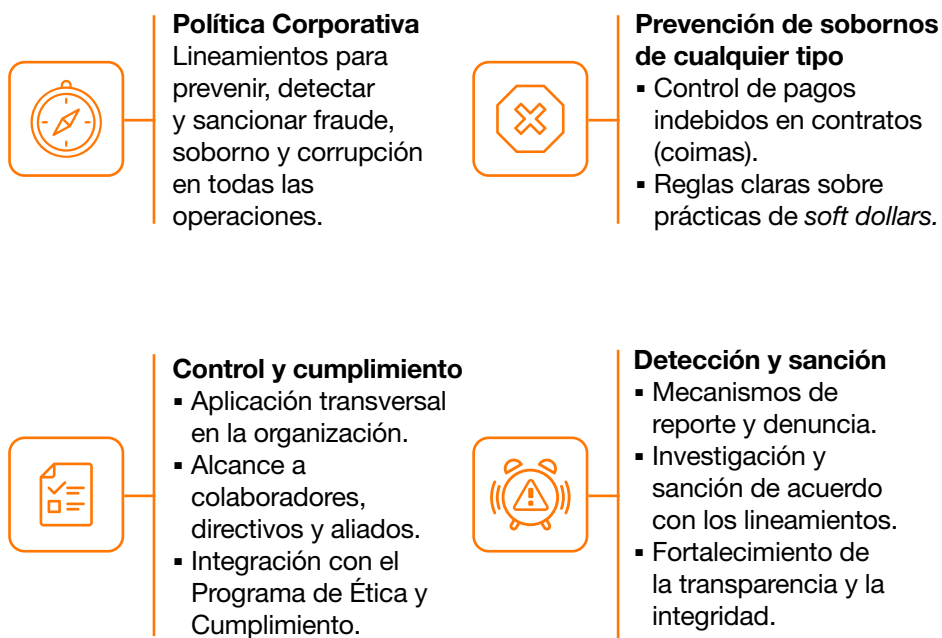 Política Corporativa
Lineamientos para
prevenir, detectar
y sancionar fraude,
soborno y corrupción
en todas las
operaciones.
Prevención de sobornos
de cualquier tipo
▪ Control de pagos
indebidos en contratos
(coimas).
▪ Reglas claras sobre
prácticas de soft dollars.
Control y cumplimiento
▪ Aplicación transversal
en la organización.
▪ Alcance a
colaboradores,
directivos y aliados.
▪ Integración con el
Programa de Ética y
Cumplimiento.
Detección y sanción
▪ Mecanismos de
reporte y denuncia.
▪ Investigación y
sanción de acuerdo
con los lineamientos.
▪ Fortalecimiento de
la transparencia y la
integridad.